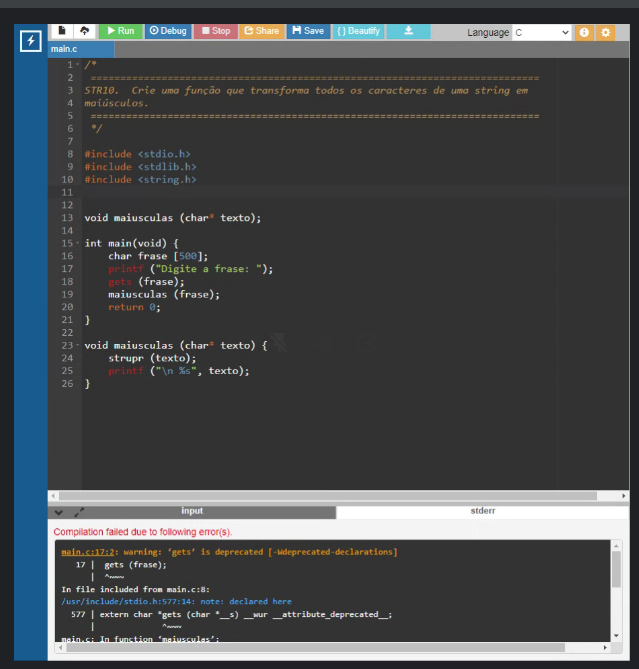 Run Debug Stop Share Save { } Beautify Language C
main.c
1 /*
2 ============================================================================
3 STR10.  Crie uma função que transforma todos os caracteres de uma string em
4 maiúsculos.
5 ============================================================================
6 */
7
8 #include <stdio.h>
9 #include <stdlib.h>
10 #include <string.h>
11
12
13 void maiusculas (char* texto);
14
15 int main(void) {
16 char frase [500];
17 printf ("Digite a frase: ");
18 gets (frase);
19 maiusculas (frase);
20 return 0;
21 }
22
23 void maiusculas (char* texto) {
24 strupr (texto);
25 printf ("\n %s", texto);
26 }
input stderr
Compilation failed due to following error(s).
main.c:17:2: warning: ‘gets’ is deprecated [-Wdeprecated-declarations]
17 | gets (frase);
| ^~~~
In file included from main.c:8:
/usr/include/stdio.h:577:14: note: declared here
577 | extern char *gets (char *__s) __wur __attribute_deprecated__;
| ^~~~
main.c: In function ‘maiusculas’: